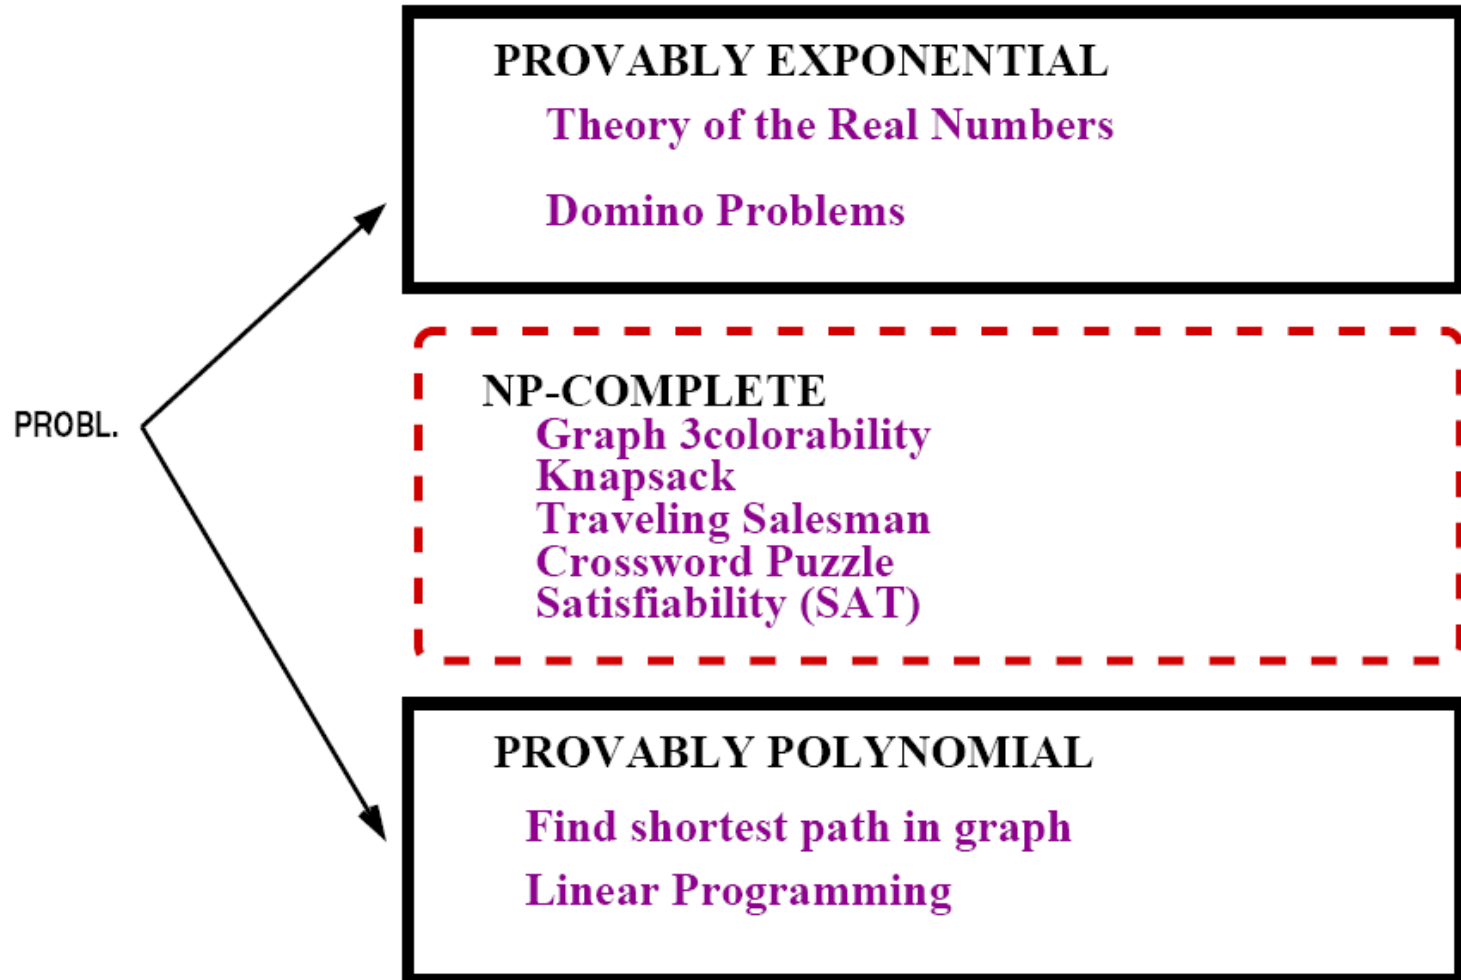 PROVABLY EXPONENTIAL
Theory of the Real Numbers
Domino Problems
PROBL.
NP-COMPLETE
Graph 3colorability
Knapsack
Traveling Salesman
Crossword Puzzle
Satisfiability (SAT)
PROVABLY POLYNOMIAL
Find shortest path in graph
Linear Programming